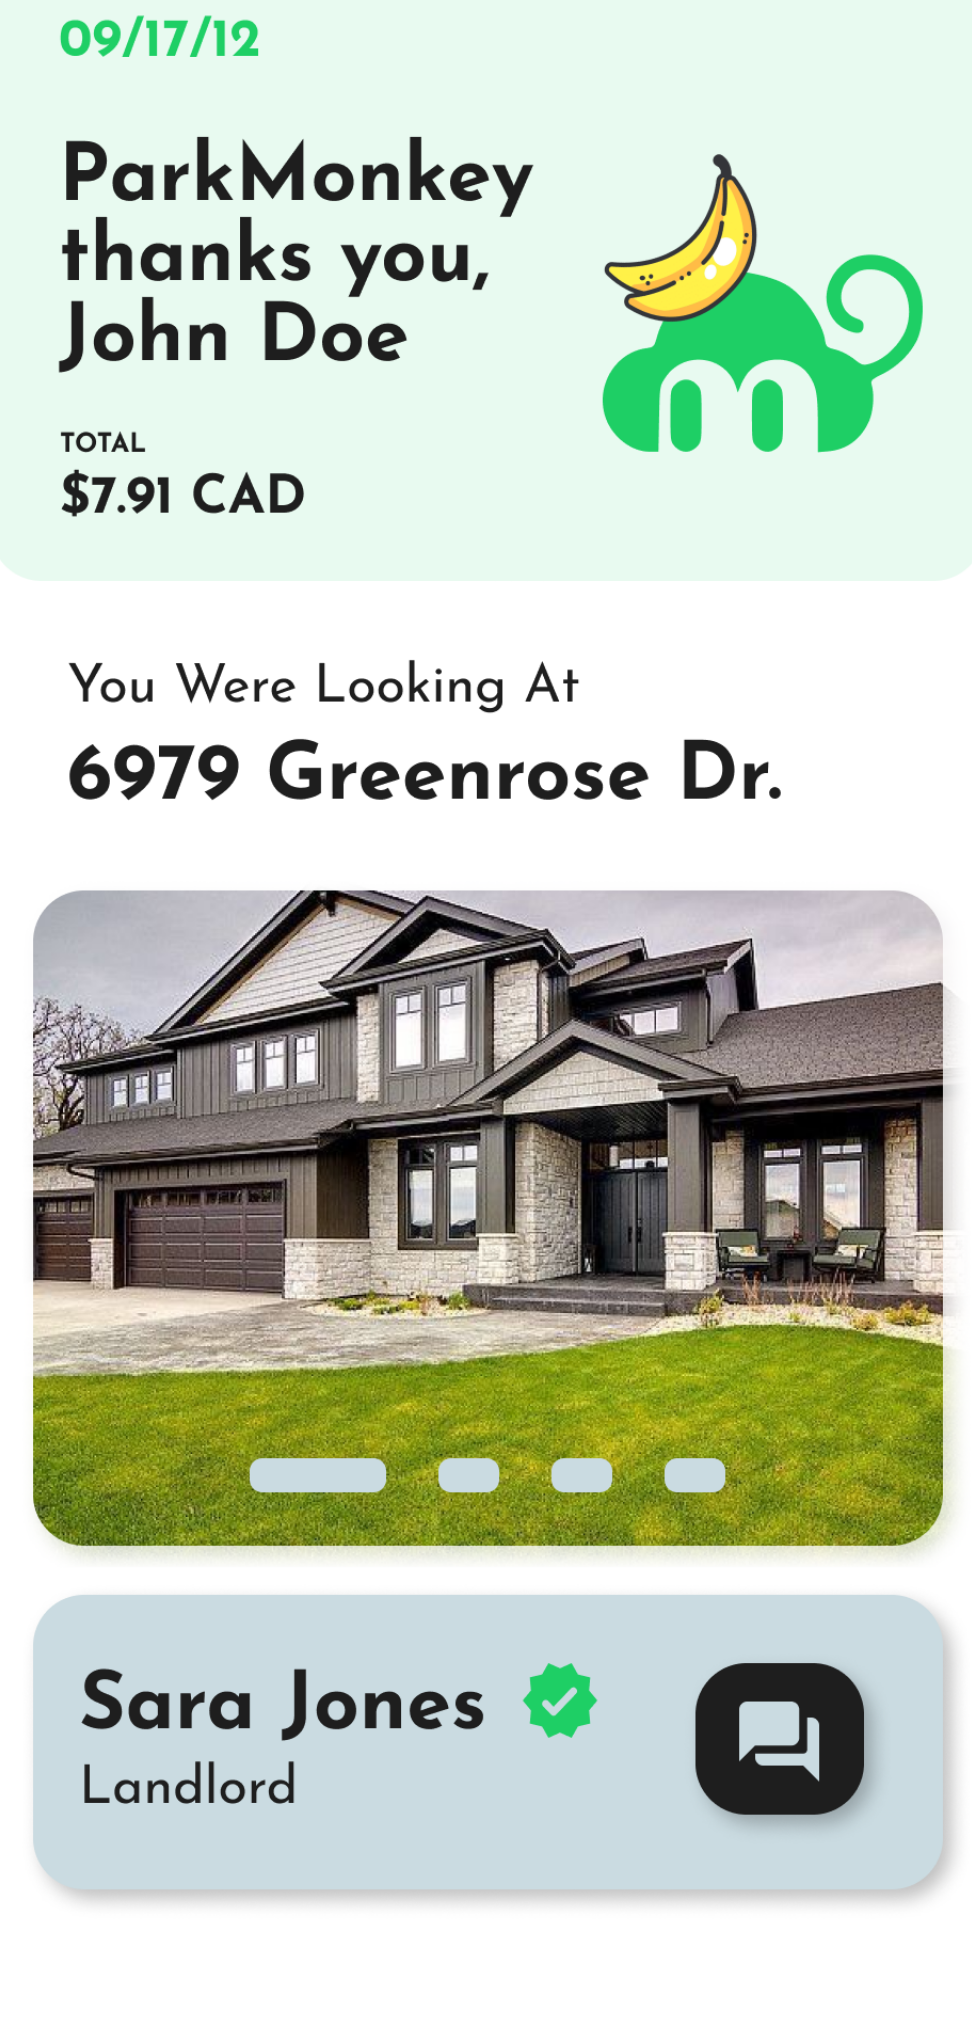 09/17/12
ParkMonkey
thanks you,
John Doe
TOTAL
$7.91 CAD
You Were Looking At
6979 Greenrose Dr.
Sara Jones
Landlord